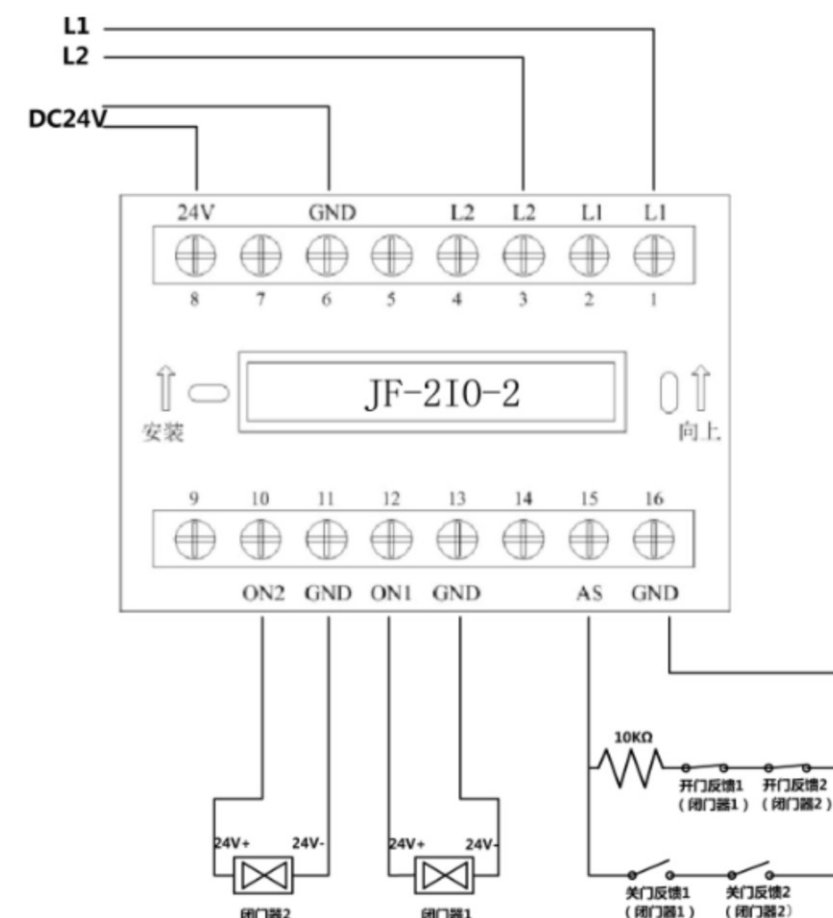 L1
L2
DC24V
24V GND L2 L2 L1 L1
8 7 6 5 4 3 2 1
JF-2IO-2
安装 向上
9 10 11 12 13 14 15 16
ON2 GND ON1 GND AS GND
10KΩ
开门反馈1 开门反馈2
（闭门器1）（闭门器2）
24V+ 24V- 24V+ 24V-
关门反馈1 关门反馈2
（闭门器1）（闭门器2）
闭门器2 闭门器1